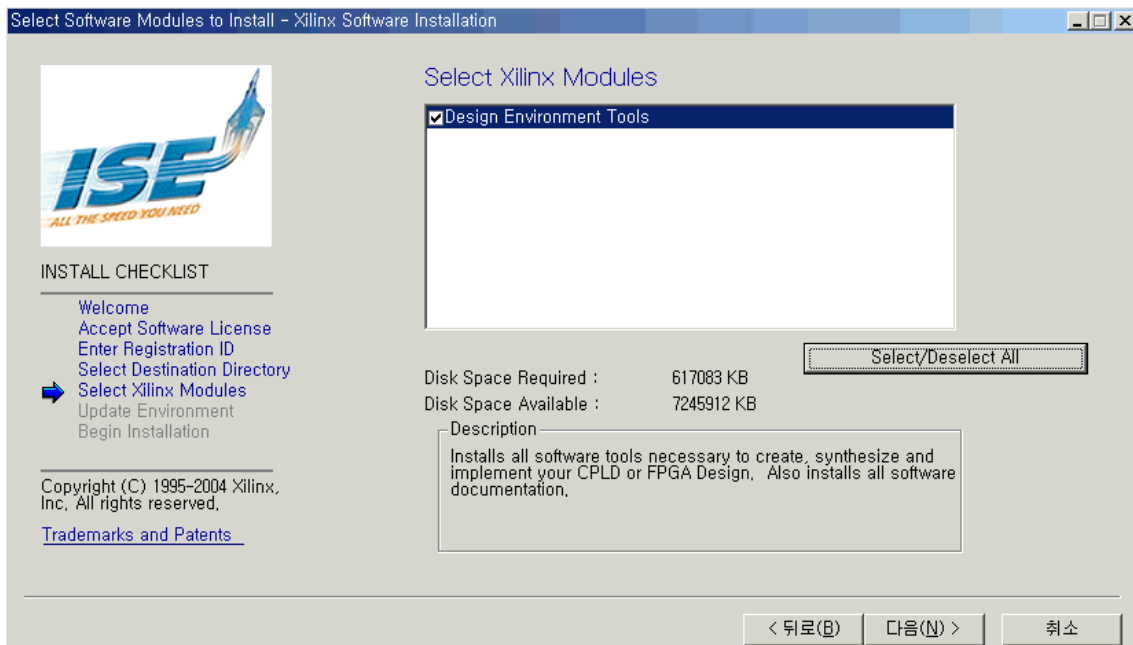 Select Software Modules to Install - Xilinx Software Installation
ISE
ALL THE SPEED YOU NEED
INSTALL CHECKLIST
Welcome
Accept Software License
Enter Registration ID
Select Destination Directory
Select Xilinx Modules
Update Environment
Begin Installation
Copyright (C) 1995-2004 Xilinx,
Inc. All rights reserved.
Trademarks and Patents
Select Xilinx Modules
Design Environment Tools
Select/Deselect All
Disk Space Required : 617083 KB
Disk Space Available : 7245912 KB
Description
Installs all software tools necessary to create, synthesize and
implement your CPLD or FPGA Design. Also installs all software
documentation.
< 뒤로(B) 다음(N) > 취소